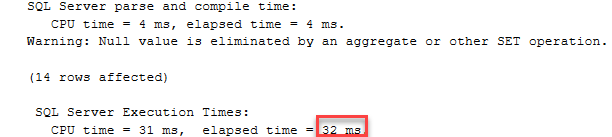 SQL Server parse and compile time:
CPU time = 4 ms, elapsed time = 4 ms.
Warning: Null value is eliminated by an aggregate or other SET operation.
(14 rows affected)
SQL Server Execution Times:
CPU time = 31 ms, elapsed time = 32 ms.